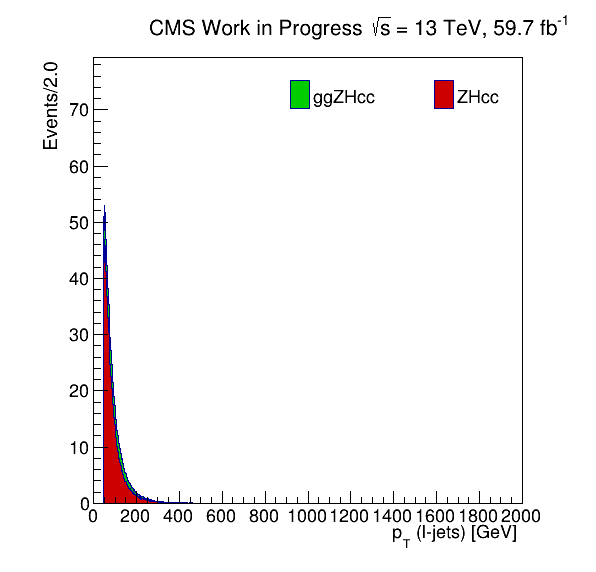 CMS Work in Progress √s = 13 TeV, 59.7 fb⁻¹
Events/2.0
ggZHcc ZHcc
70
60
50
40
30
20
10
0
0 200 400 600 800 1000 1200 1400 1600 1800 2000
p_T (l-jets) [GeV]